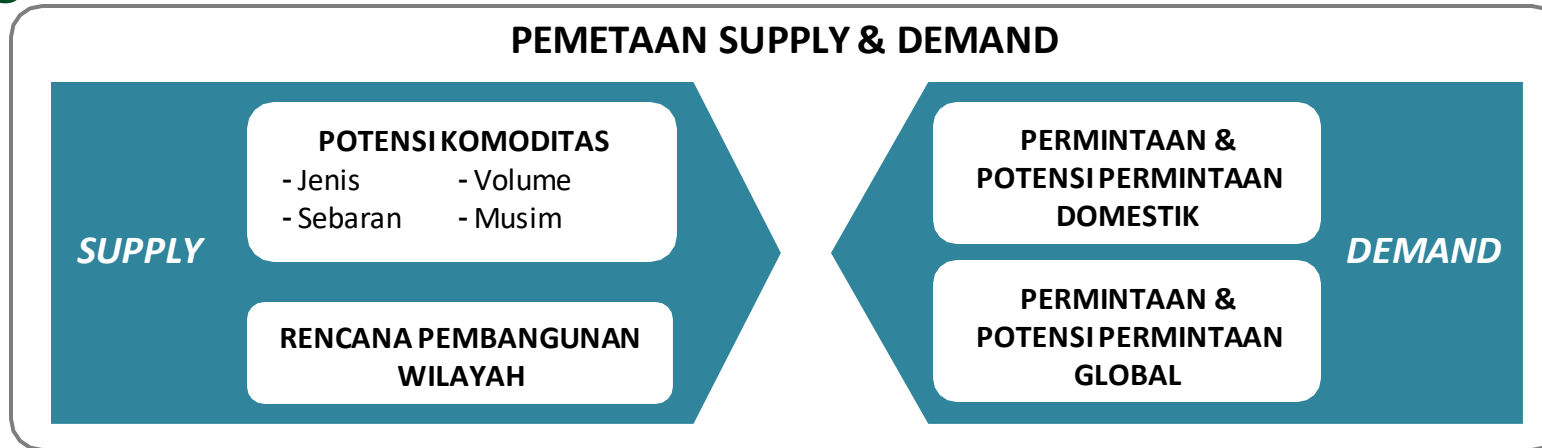 PEMETAAN SUPPLY & DEMAND
SUPPLY
POTENSI KOMODITAS
- Jenis - Volume
- Sebaran - Musim
RENCANA PEMBANGUNAN
WILAYAH
PERMINTAAN &
POTENSI PERMINTAAN
DOMESTIK
PERMINTAAN &
POTENSI PERMINTAAN
GLOBAL
DEMAND